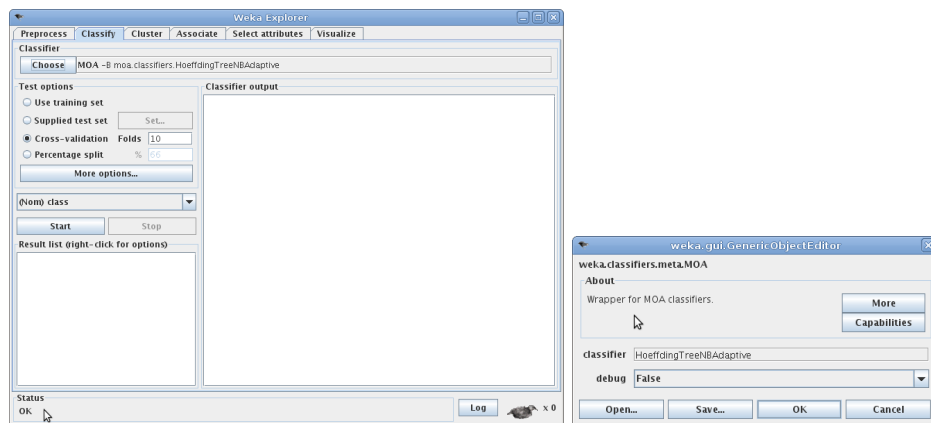 Weka Explorer
Preprocess Classify Cluster Associate Select attributes Visualize
Classifier
Choose MOA -B moa.classifiers.HoeffdingTreeNBAdaptive
Test options
Use training set
Supplied test set Set...
Cross-validation Folds 10
Percentage split % 66
More options...
(Nom) class
Start Stop
Result list (right-click for options)
Classifier output
Status
OK
Log x 0
weka.gui.GenericObjectEditor
weka.classifiers.meta.MOA
About
Wrapper for MOA classifiers.
More
Capabilities
classifier HoeffdingTreeNBAdaptive
debug False
Open... Save... OK Cancel